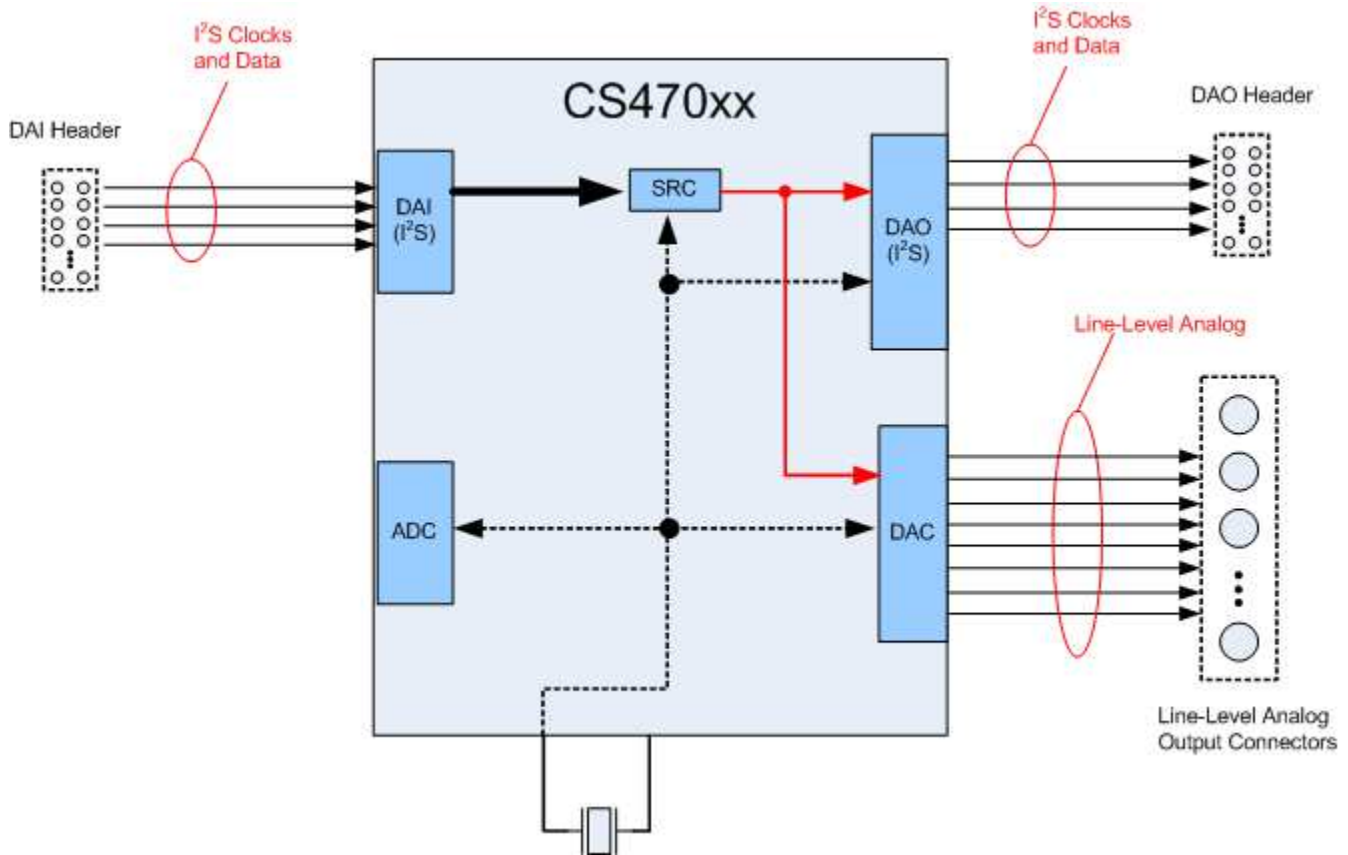 I²S Clocks
and Data
I²S Clocks
and Data
CS470xx
DAO Header
DAI Header
SRC
DAI
(I²S)
DAO
(I²S)
Line-Level Analog
ADC
DAC
Line-Level Analog
Output Connectors